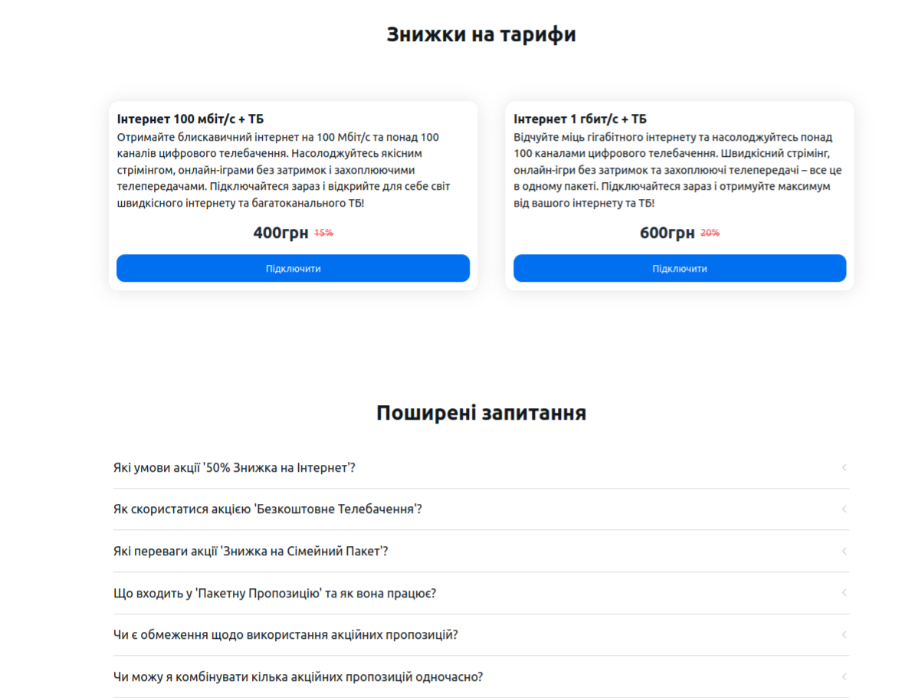 Знижки на тарифи
Інтернет 100 мбіт/с + ТБ
Отримайте блискавичний інтернет на 100 Мбіт/с та понад 100
каналів цифрового телебачення. Насолоджуйтесь якісним
стрімінгом, онлайн-іграми без затримок і захоплюючими
телепередачами. Підключайтеся зараз і відкрийте для себе світ
швидкісного інтернету та багатоканального ТБ!
400грн 15%
Підключити
Інтернет 1 гбит/с + ТБ
Відчуйте міць гігабітного інтернету та насолоджуйтесь понад
100 каналами цифрового телебачення. Швидкісний стрімінг,
онлайн-ігри без затримок та захоплюючі телепередачі – все це
в одному пакеті. Підключайтеся зараз і отримуйте максимум
від вашого інтернету та ТБ!
600грн 20%
Підключити
Поширені запитання
Які умови акції '50% Знижка на Інтернет'?
Як скористатися акцією 'Безкоштовне Телебачення'?
Які переваги акції 'Знижка на Сімейний Пакет'?
Що входить у 'Пакетну Пропозицію' та як вона працює?
Чи є обмеження щодо використання акційних пропозицій?
Чи можу я комбінувати кілька акційних пропозицій одночасно?